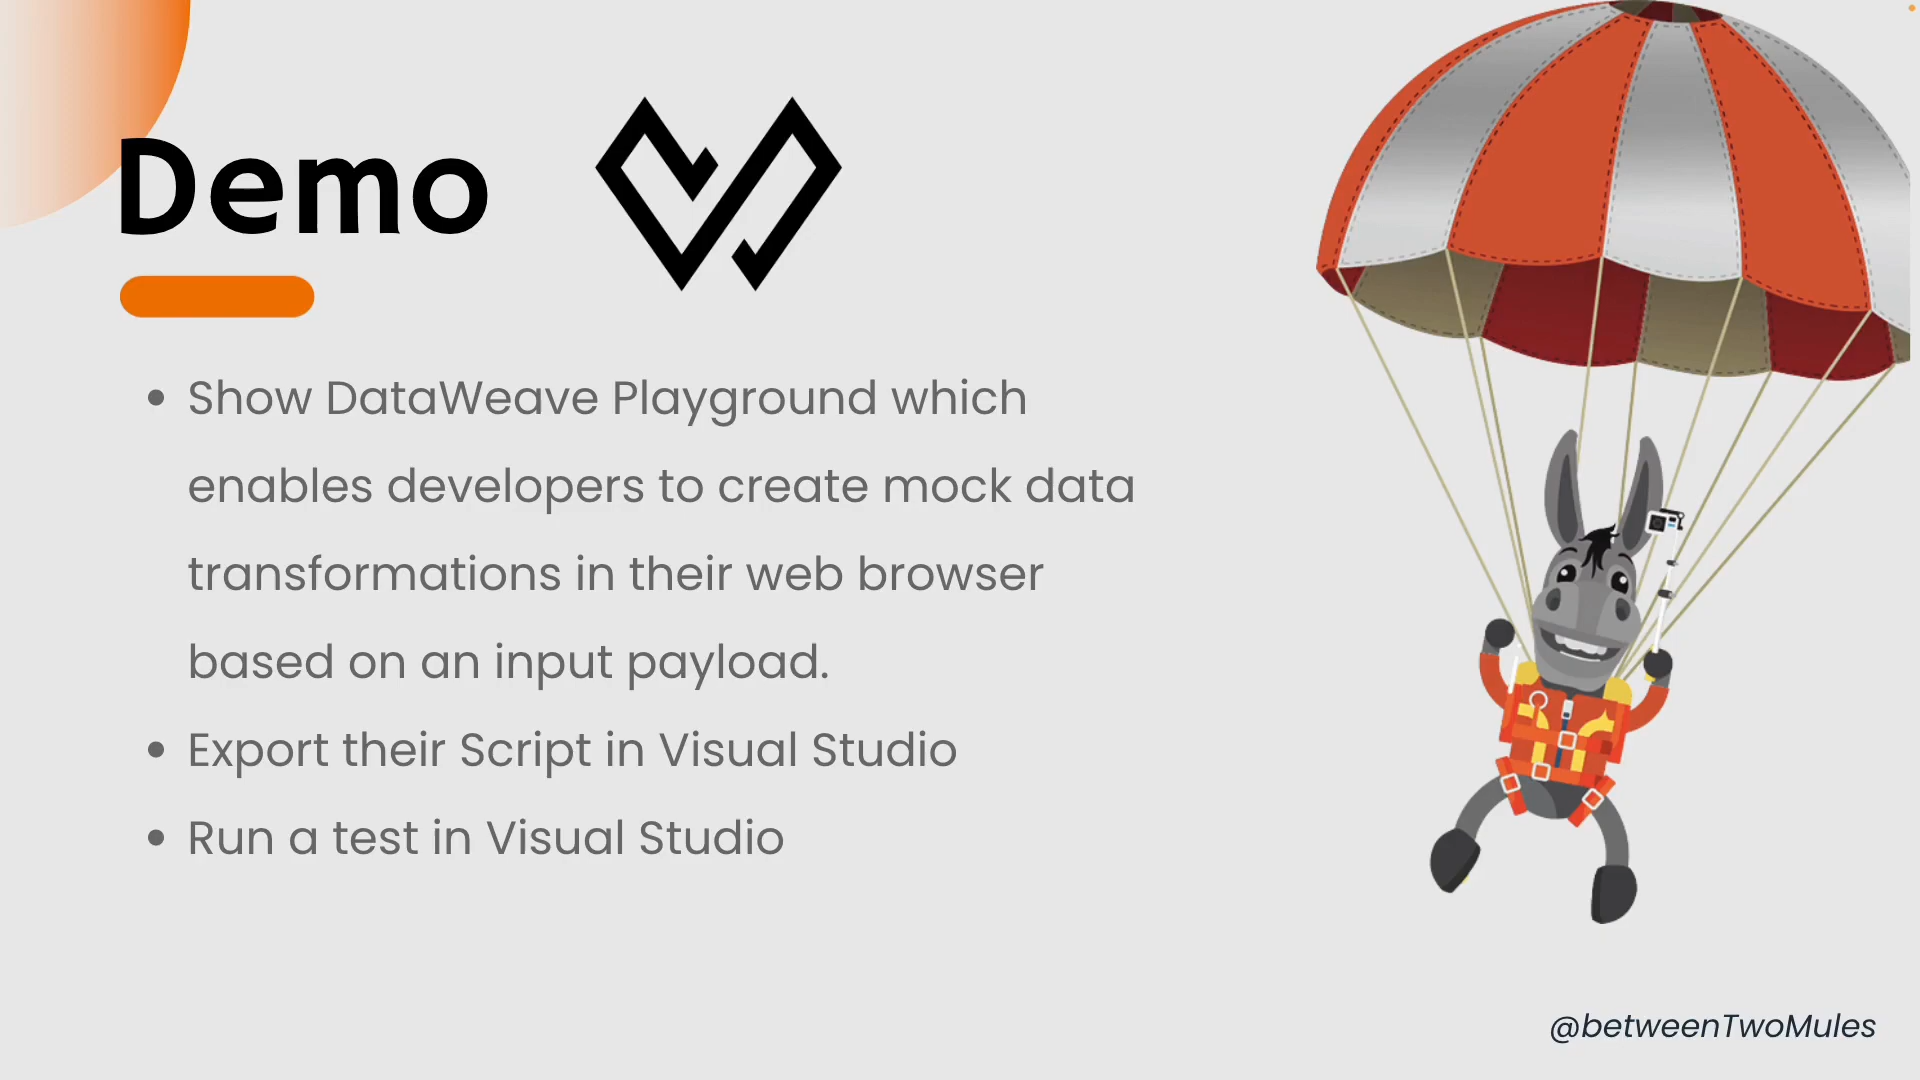 Demo
• Show DataWeave Playground which
enables developers to create mock data
transformations in their web browser
based on an input payload.
• Export their Script in Visual Studio
• Run a test in Visual Studio
@betweenTwoMules